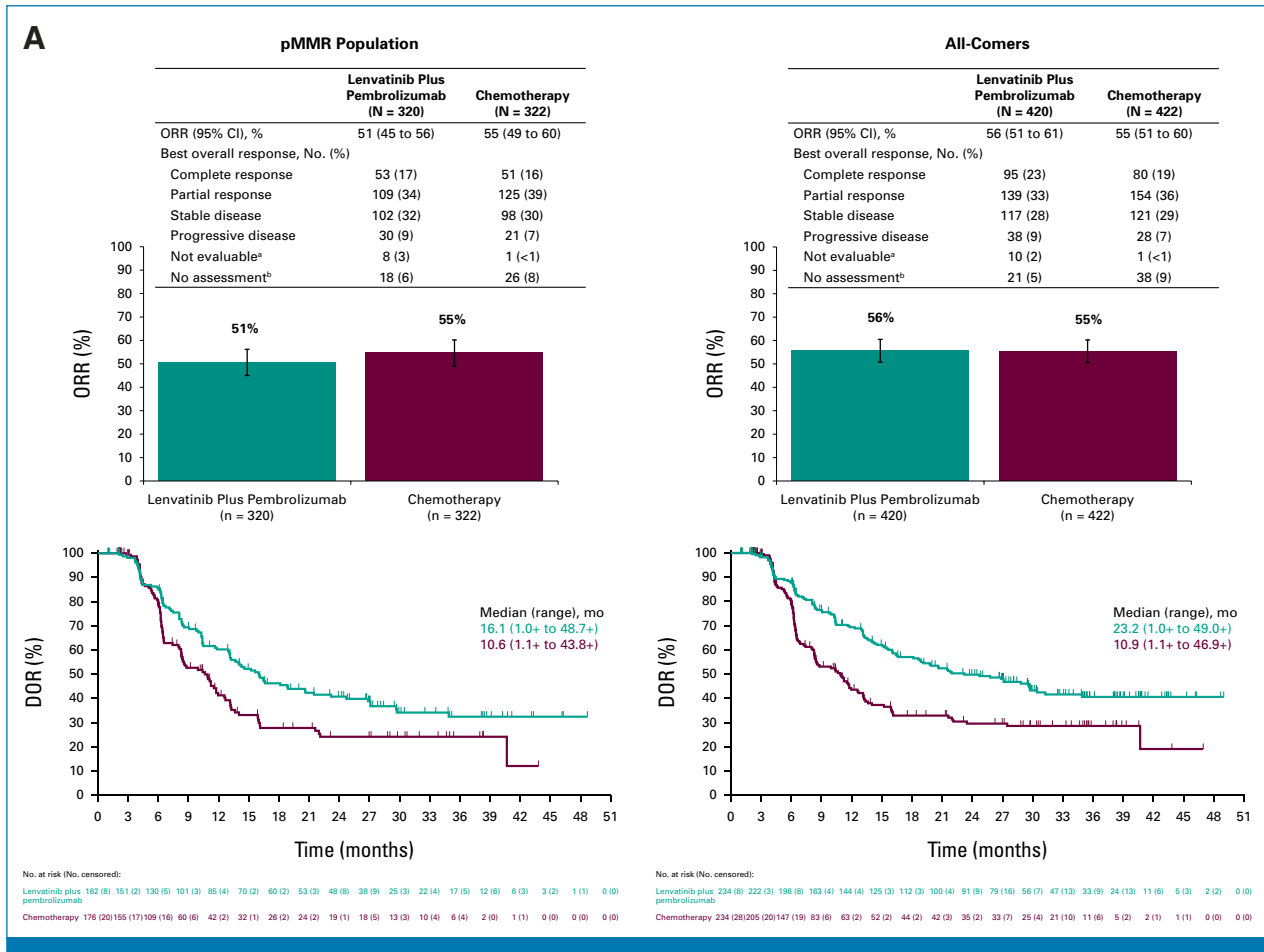 A
pMMR Population
Lenvatinib Plus Pembrolizumab (N = 320) Chemotherapy (N = 322)
ORR (95% CI), % 51 (45 to 56) 55 (49 to 60)
Best overall response, No. (%)
Complete response 53 (17) 51 (16)
Partial response 109 (34) 125 (39)
Stable disease 102 (32) 98 (30)
Progressive disease 30 (9) 21 (7)
Not evaluableᵃ 8 (3) 1 (<1)
No assessmentᵇ 18 (6) 26 (8)
ORR (%)
100
90
80
70
60
50
40
30
20
10
0
51%
55%
Lenvatinib Plus Pembrolizumab Chemotherapy
(n = 320) (n = 322)
All-Comers
Lenvatinib Plus Pembrolizumab (N = 420) Chemotherapy (N = 422)
ORR (95% CI), % 56 (51 to 61) 55 (51 to 60)
Best overall response, No. (%)
Complete response 95 (23) 80 (19)
Partial response 139 (33) 154 (36)
Stable disease 117 (28) 121 (29)
Progressive disease 38 (9) 28 (7)
Not evaluableᵃ 10 (2) 1 (<1)
No assessmentᵇ 21 (5) 38 (9)
ORR (%)
100
90
80
70
60
50
40
30
20
10
0
56%
55%
Lenvatinib Plus Pembrolizumab Chemotherapy
(n = 420) (n = 422)
DOR (%)
100
90
80
70
60
50
40
30
20
10
0
Median (range), mo
16.1 (1.0+ to 48.7+)
10.6 (1.1+ to 43.8+)
0 3 6 9 12 15 18 21 24 27 30 33 36 39 42 45 48 51
Time (months)
No. at risk (No. censored):
Lenvatinib plus pembrolizumab 162 (8) 151 (2) 130 (5) 101 (3) 85 (4) 70 (2) 60 (2) 53 (3) 48 (8) 38 (9) 25 (3) 22 (4) 17 (5) 12 (6) 6 (3) 3 (2) 1 (1) 0 (0)
Chemotherapy 176 (20) 155 (17) 109 (16) 60 (6) 42 (2) 32 (1) 26 (2) 24 (2) 19 (1) 18 (5) 13 (3) 10 (4) 6 (4) 2 (0) 1 (1) 0 (0) 0 (0) 0 (0)
DOR (%)
100
90
80
70
60
50
40
30
20
10
0
Median (range), mo
23.2 (1.0+ to 49.0+)
10.9 (1.1+ to 46.9+)
0 3 6 9 12 15 18 21 24 27 30 33 36 39 42 45 48 51
Time (months)
No. at risk (No. censored):
Lenvatinib plus pembrolizumab 234 (8) 222 (3) 196 (8) 163 (4) 144 (4) 125 (3) 112 (3) 100 (4) 91 (9) 79 (16) 56 (7) 47 (13) 33 (9) 24 (13) 11 (6) 5 (3) 2 (2) 0 (0)
Chemotherapy 234 (28) 205 (20) 147 (19) 83 (6) 63 (2) 52 (2) 44 (2) 42 (3) 35 (2) 33 (7) 25 (4) 21 (10) 11 (6) 5 (2) 2 (1) 1 (1) 0 (0) 0 (0)